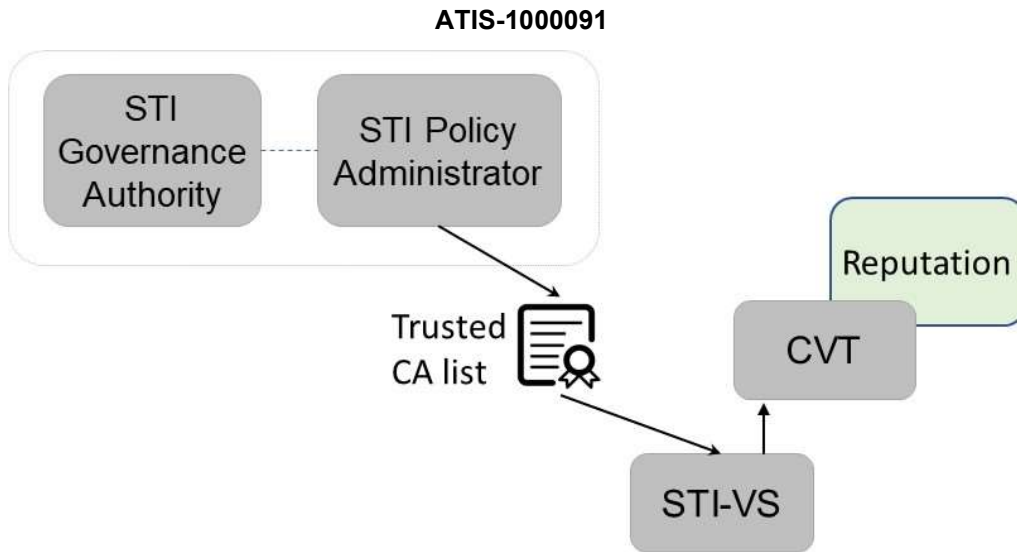 ATIS-1000091
STI
Governance
Authority
STI Policy
Administrator
Reputation
Trusted
CA list
CVT
STI-VS